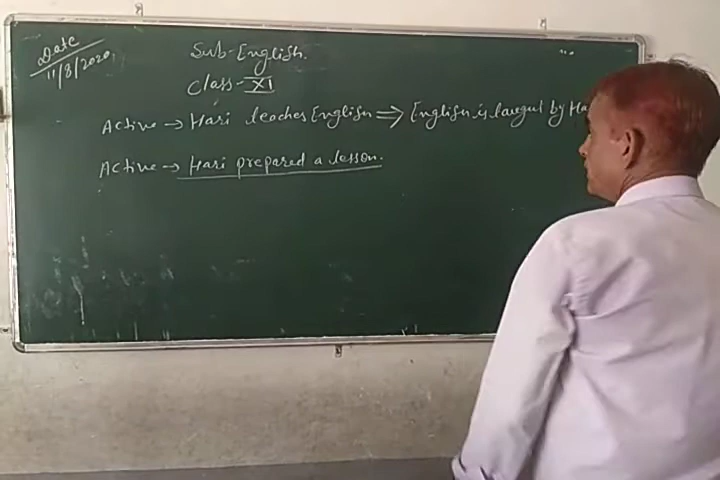 Date
11/8/2020
Sub-English.
Class-XI
Active → Hari teaches English ⇒ English is taught by Ha
Active → Hari prepared a lesson.